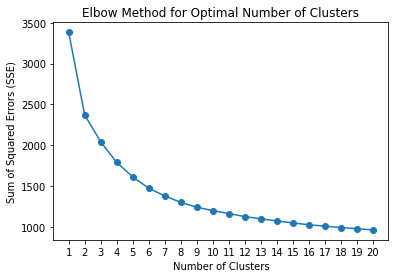 Elbow Method for Optimal Number of Clusters
3500
3000
2500
2000
1500
1000
Sum of Squared Errors (SSE)
1 2 3 4 5 6 7 8 9 10 11 12 13 14 15 16 17 18 19 20
Number of Clusters